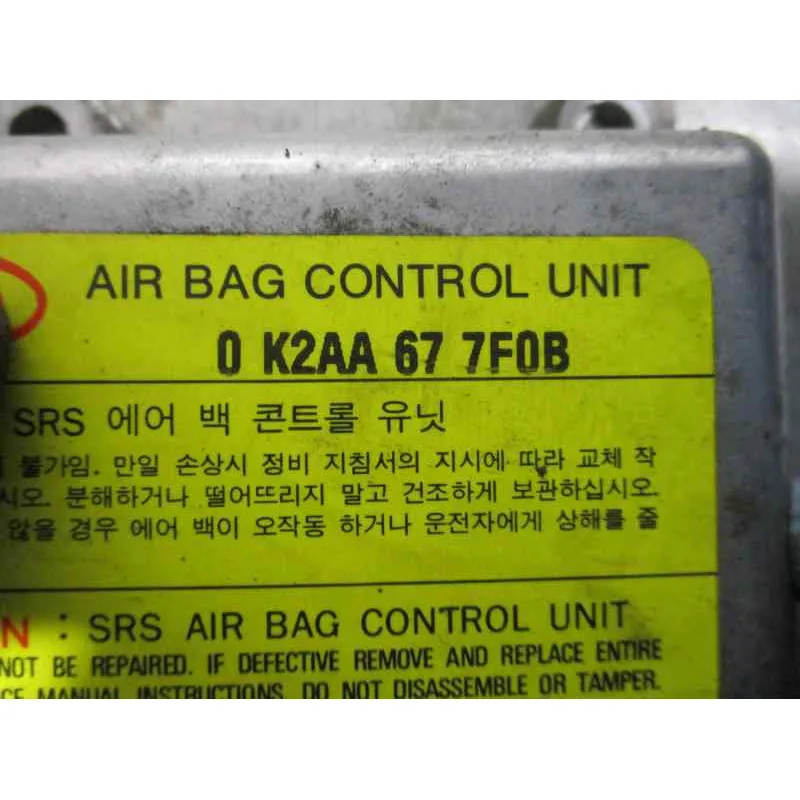 AIR BAG CONTROL UNIT
0 K2AA 67 7F0B
SRS 에어 백 콘트롤 유닛
불가임. 만일 손상시 정비 지침서의 지시에 따라 교체 작
시오. 분해하거나 떨어뜨리지 말고 건조하게 보관하십시오.
않을 경우 에어 백이 오작동 하거나 운전자에게 상해를 줄
N : SRS AIR BAG CONTROL UNIT
NOT BE REPAIRED. IF DEFECTIVE REMOVE AND REPLACE ENTIRE
CE MANUAL INSTRUCTIONS. DO NOT DISASSEMBLE OR TAMPER.